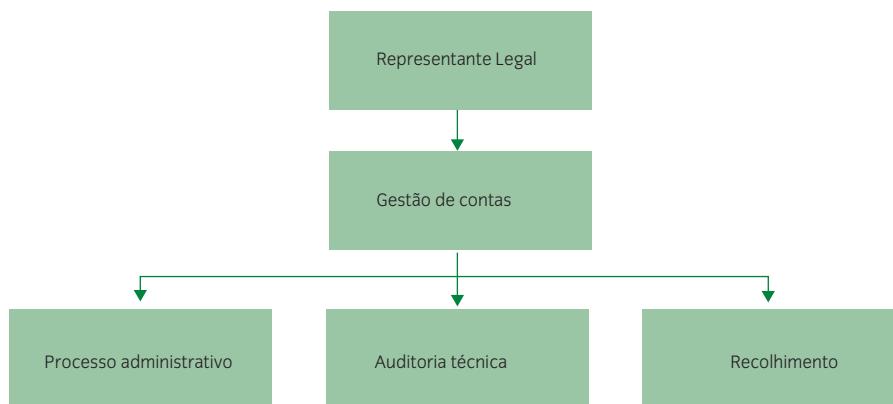 Representante Legal
Gestão de contas
Processo administrativo
Auditoria técnica
Recolhimento